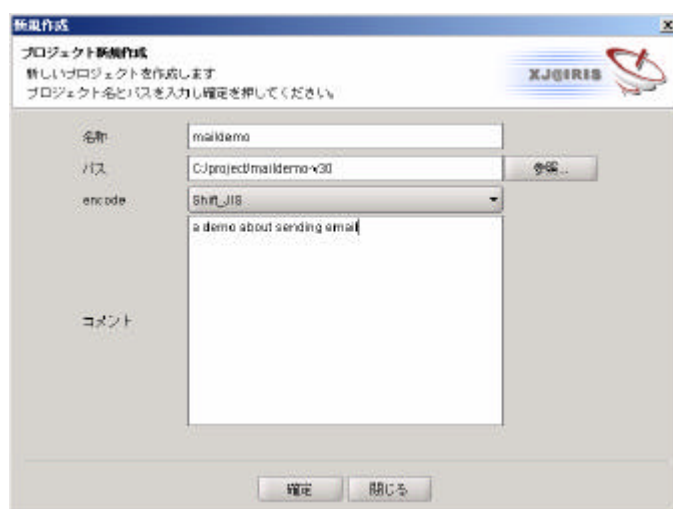 新規作成
プロジェクト新規作成
新しいプロジェクトを作成します
プロジェクト名とパスを入力し確定を押してください。
XJ@IRIS
名称
maildemo
パス
C:/project/maildemo-v30
参照...
encode
Shift_JIS
a demo about sending email
コメント
確定
閉じる